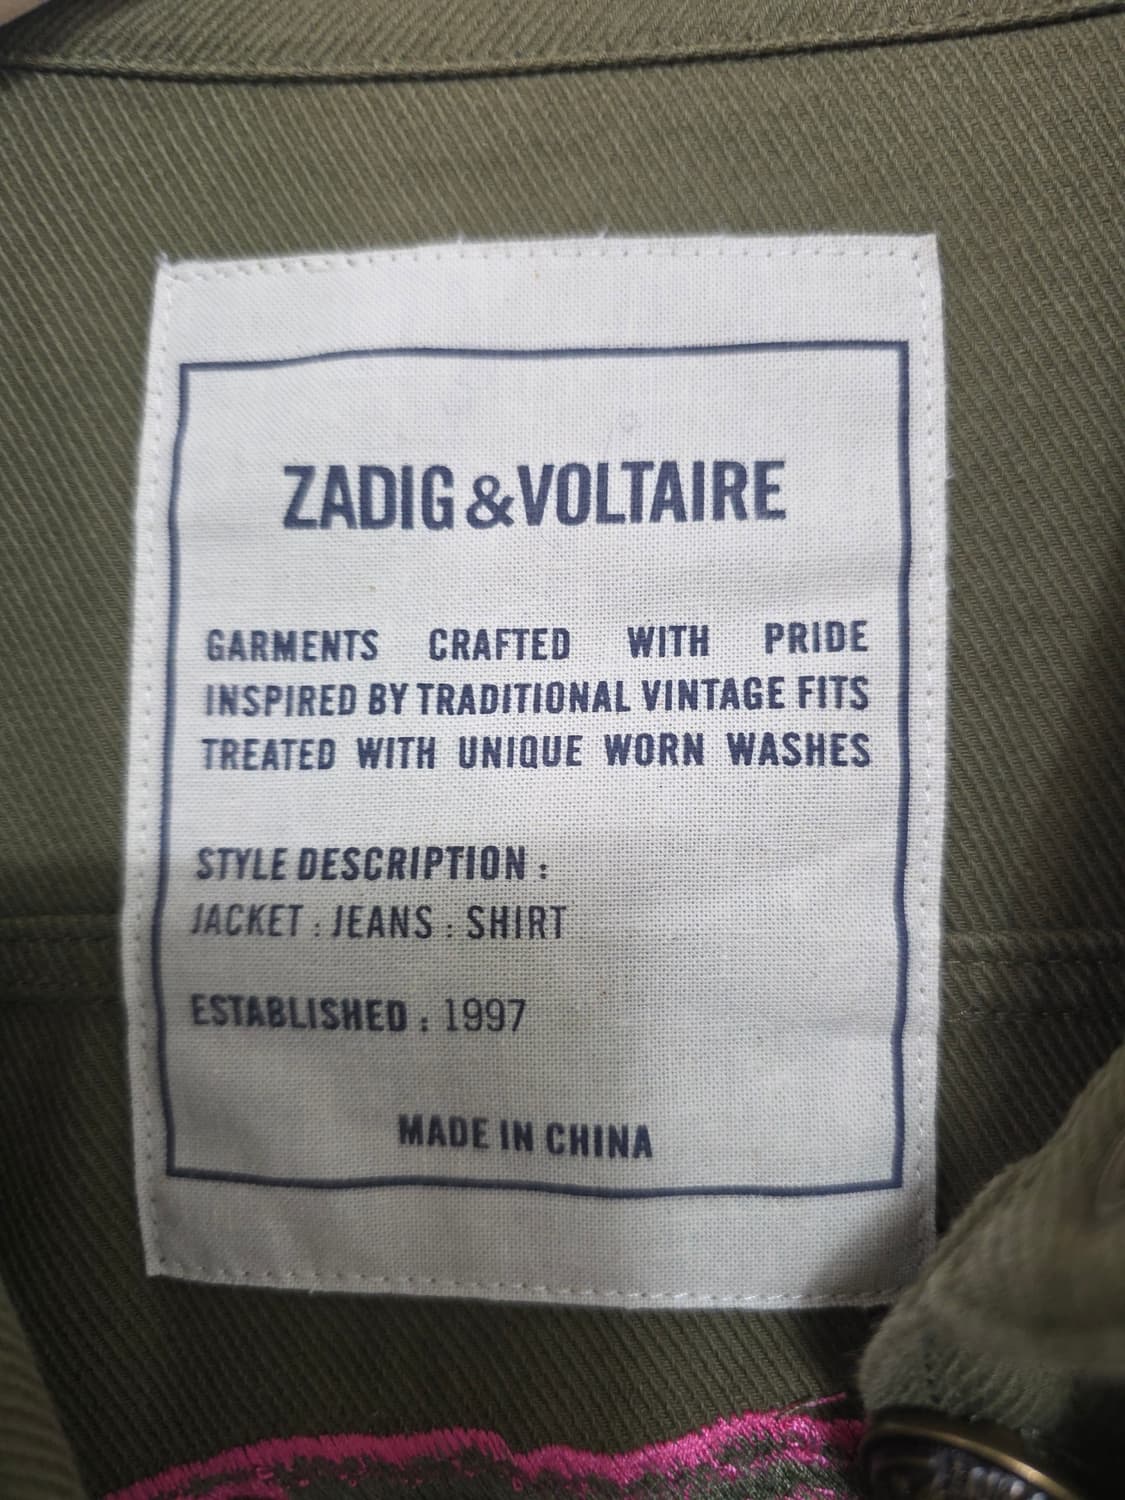 ZADIG & VOLTAIRE
GARMENTS CRAFTED WITH PRIDE
INSPIRED BY TRADITIONAL VINTAGE FITS
TREATED WITH UNIQUE WORN WASHES
STYLE DESCRIPTION :
JACKET : JEANS : SHIRT
ESTABLISHED : 1997
MADE IN CHINA